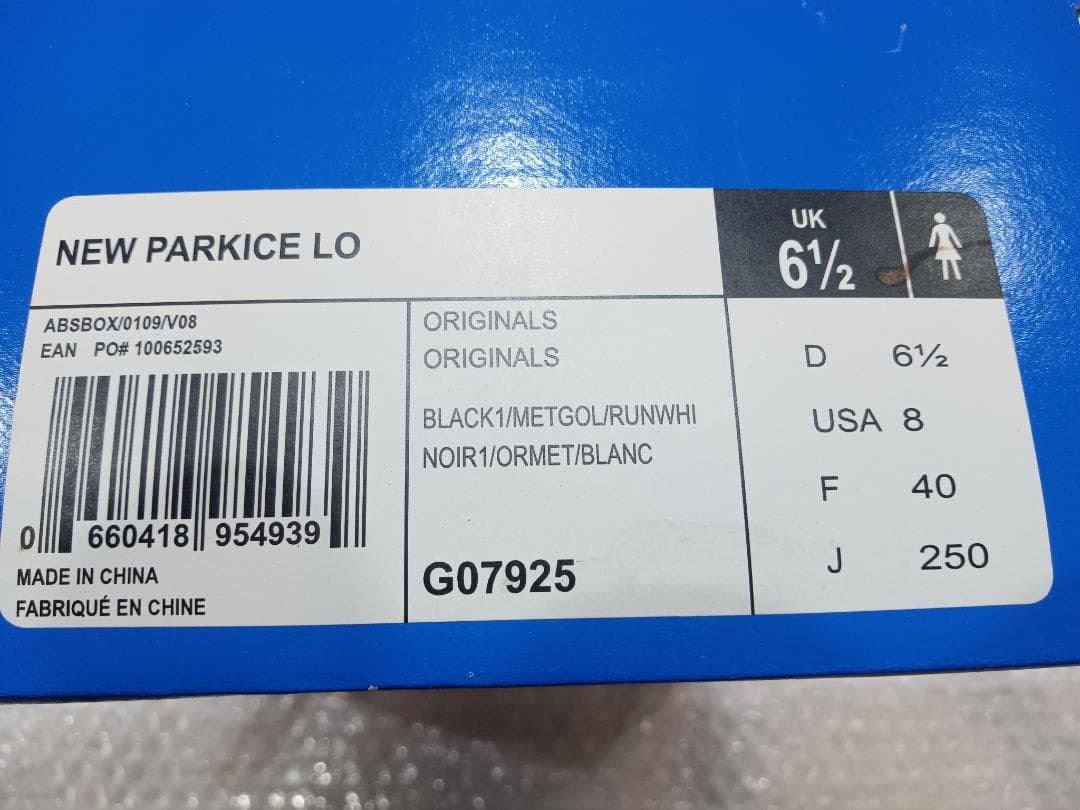 NEW PARKICE LO
UK
6½
ABSBOX/0109/V08
EAN PO# 100652593
0 660418 954939
MADE IN CHINA
FABRIQUÉ EN CHINE
ORIGINALS
ORIGINALS
BLACK1/METGOL/RUNWHI
NOIR1/ORMET/BLANC
G07925
D 6½
USA 8
F 40
J 250